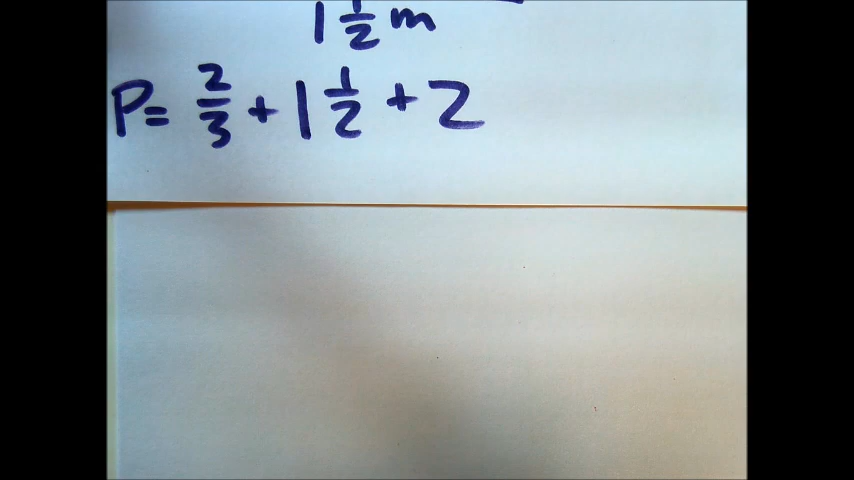 1 1/2 m
P = 2/3 + 1 1/2 + 2